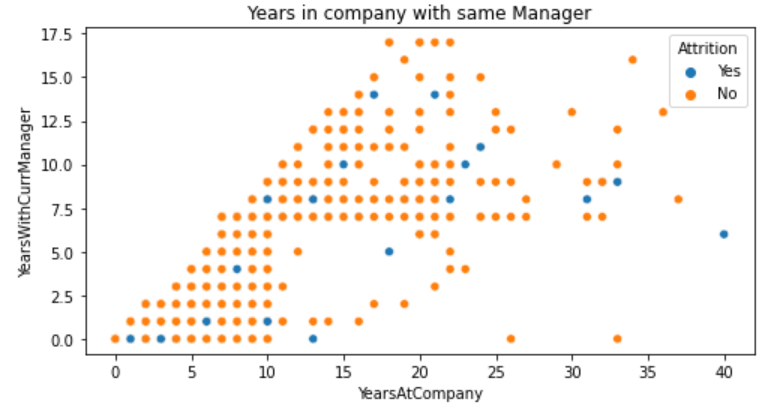 Years in company with same Manager
17.5
15.0
12.5
10.0
7.5
5.0
2.5
0.0
YearsWithCurrManager
Attrition
Yes
No
0 5 10 15 20 25 30 35 40
YearsAtCompany